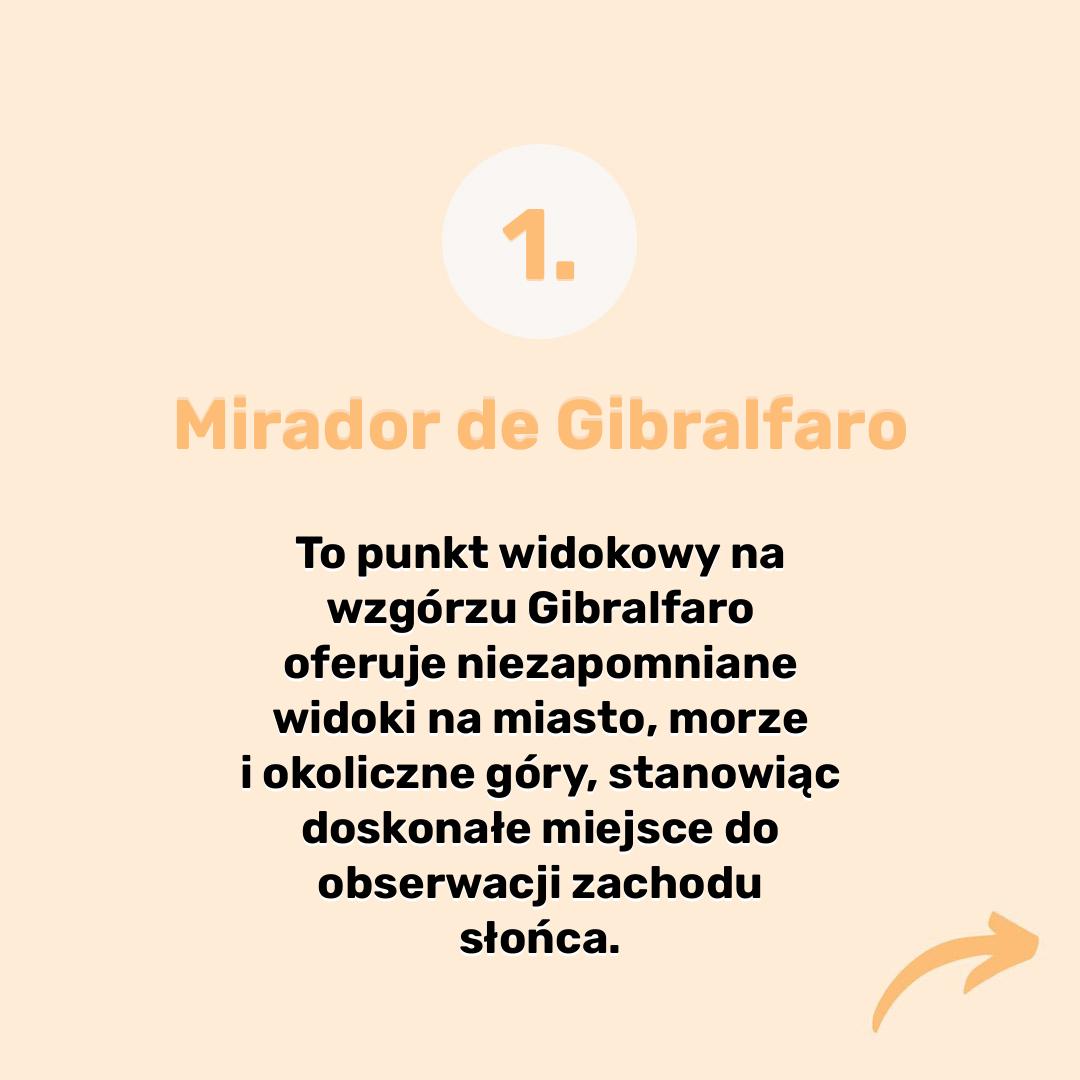 1.
Mirador de Gibralfaro
To punkt widokowy na
wzgórzu Gibralfaro
oferuje niezapomniane
widoki na miasto, morze
i okoliczne góry, stanowiąc
doskonałe miejsce do
obserwacji zachodu
słońca.